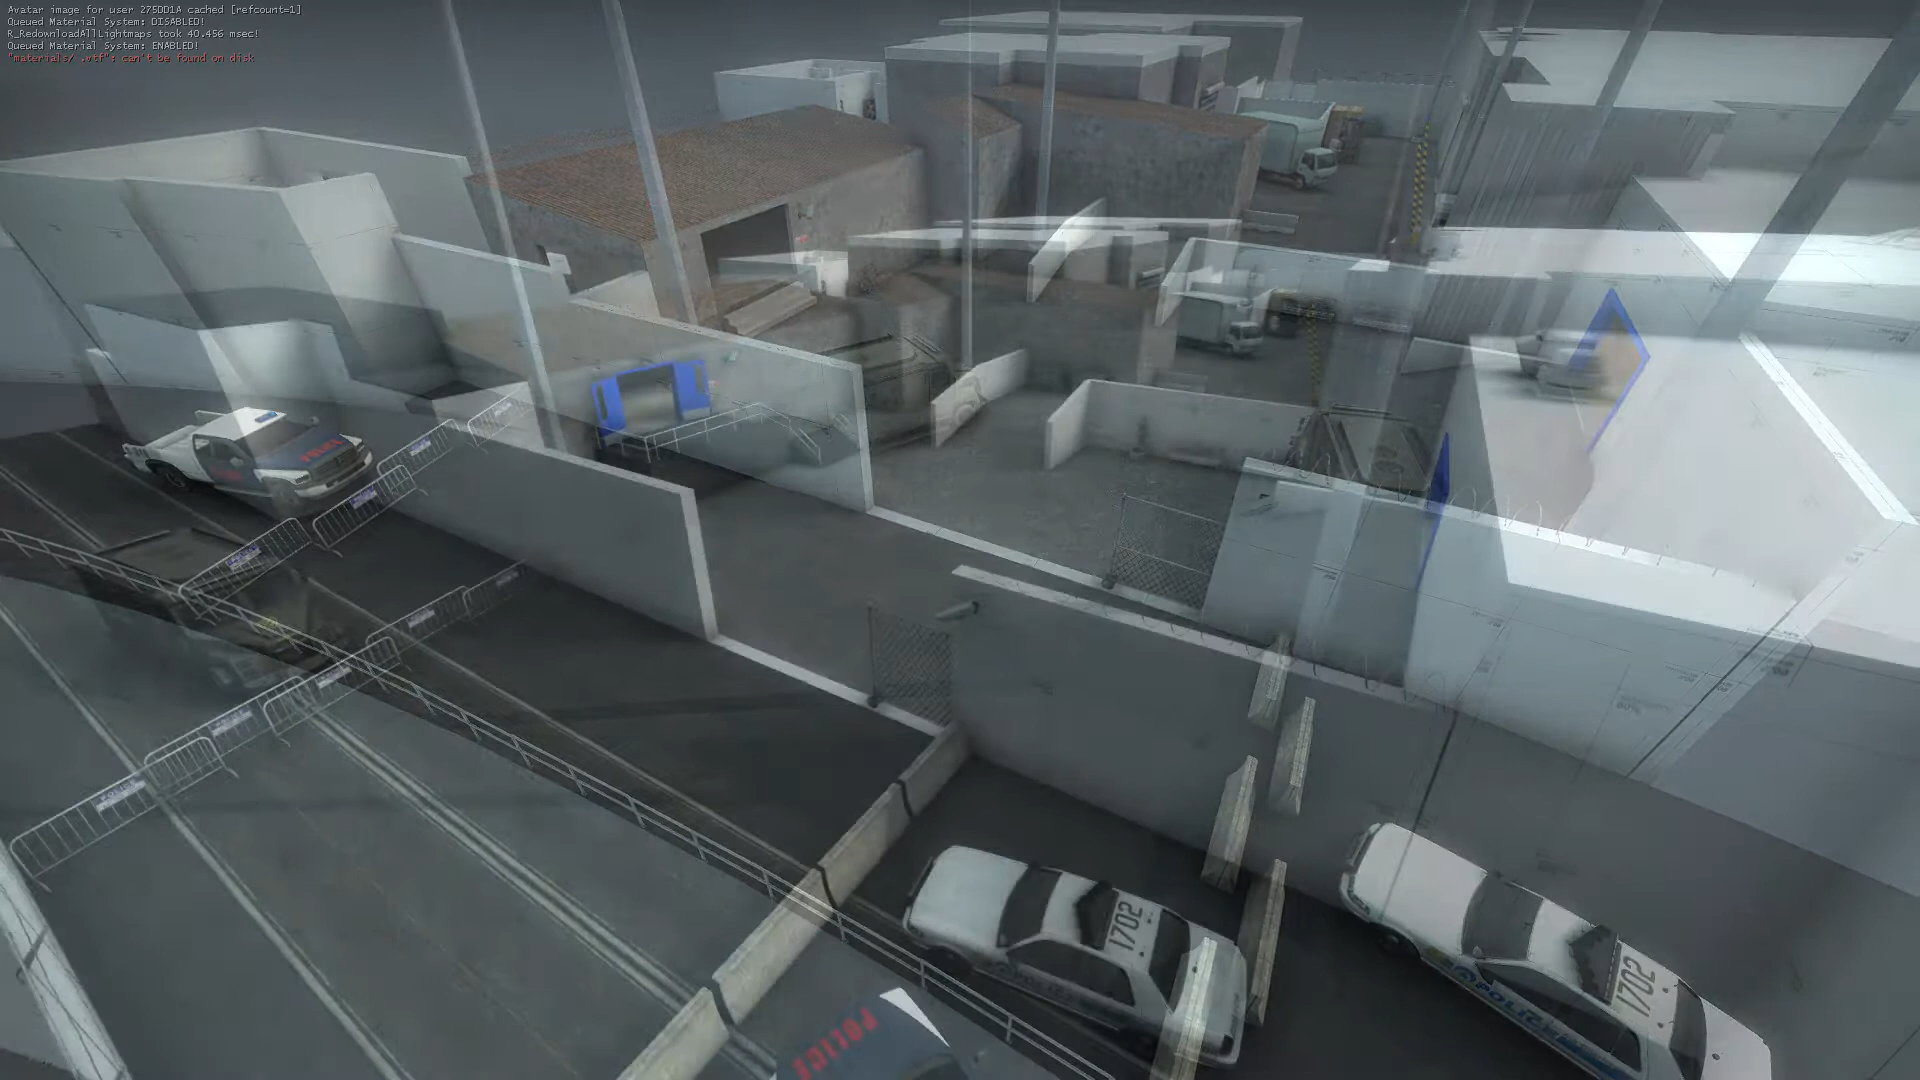 Avatar image for user 275DD1A cached [refcount=1]
Queued Material System: DISABLED!
R_RedownloadAllLightmaps took 40.456 msec!
Queued Material System: ENABLED!
"materials/ .vtf": can't be found on disk
POLICE
1702
1702
POLICE
POLICE